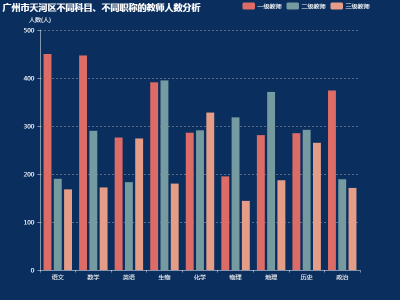 广州市天河区不同科目、不同职称的教师人数分析
一级教师 二级教师 三级教师
人数(人)
500
400
300
200
100
0
语文 数学 英语 生物 化学 物理 地理 历史 政治